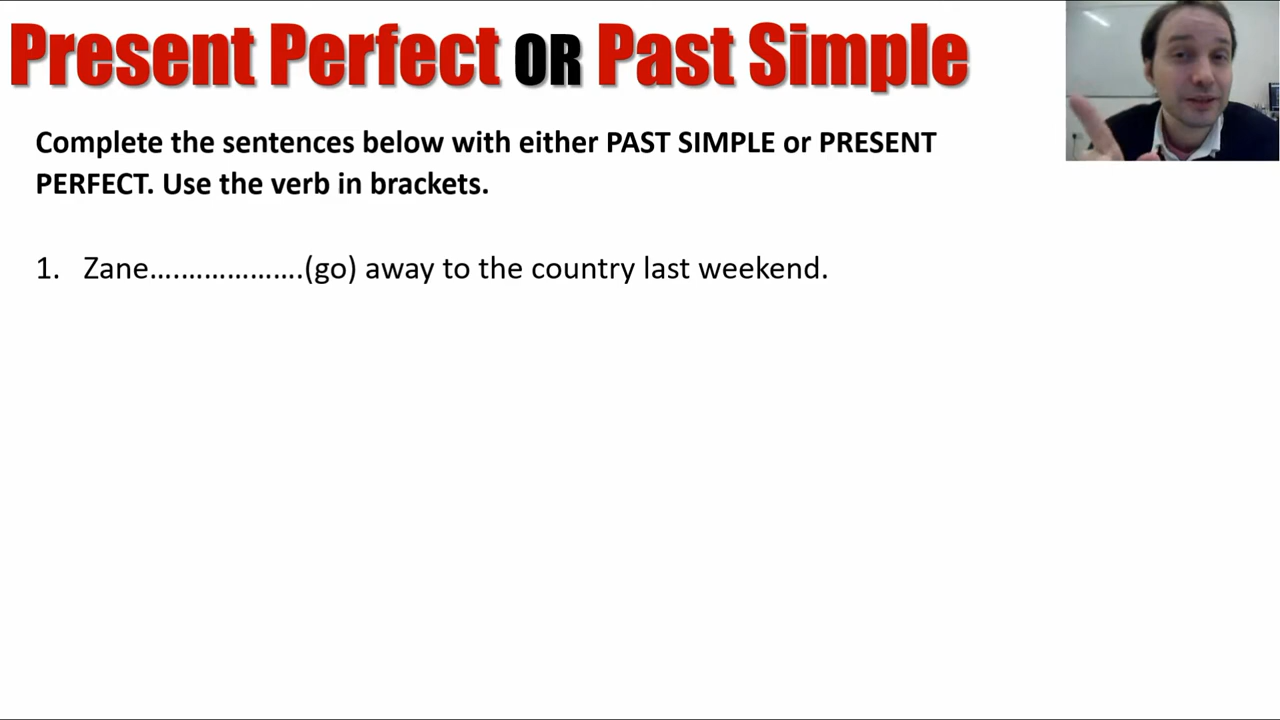 Present Perfect OR Past Simple
Complete the sentences below with either PAST SIMPLE or PRESENT
PERFECT. Use the verb in brackets.
1. Zane………………….(go) away to the country last weekend.